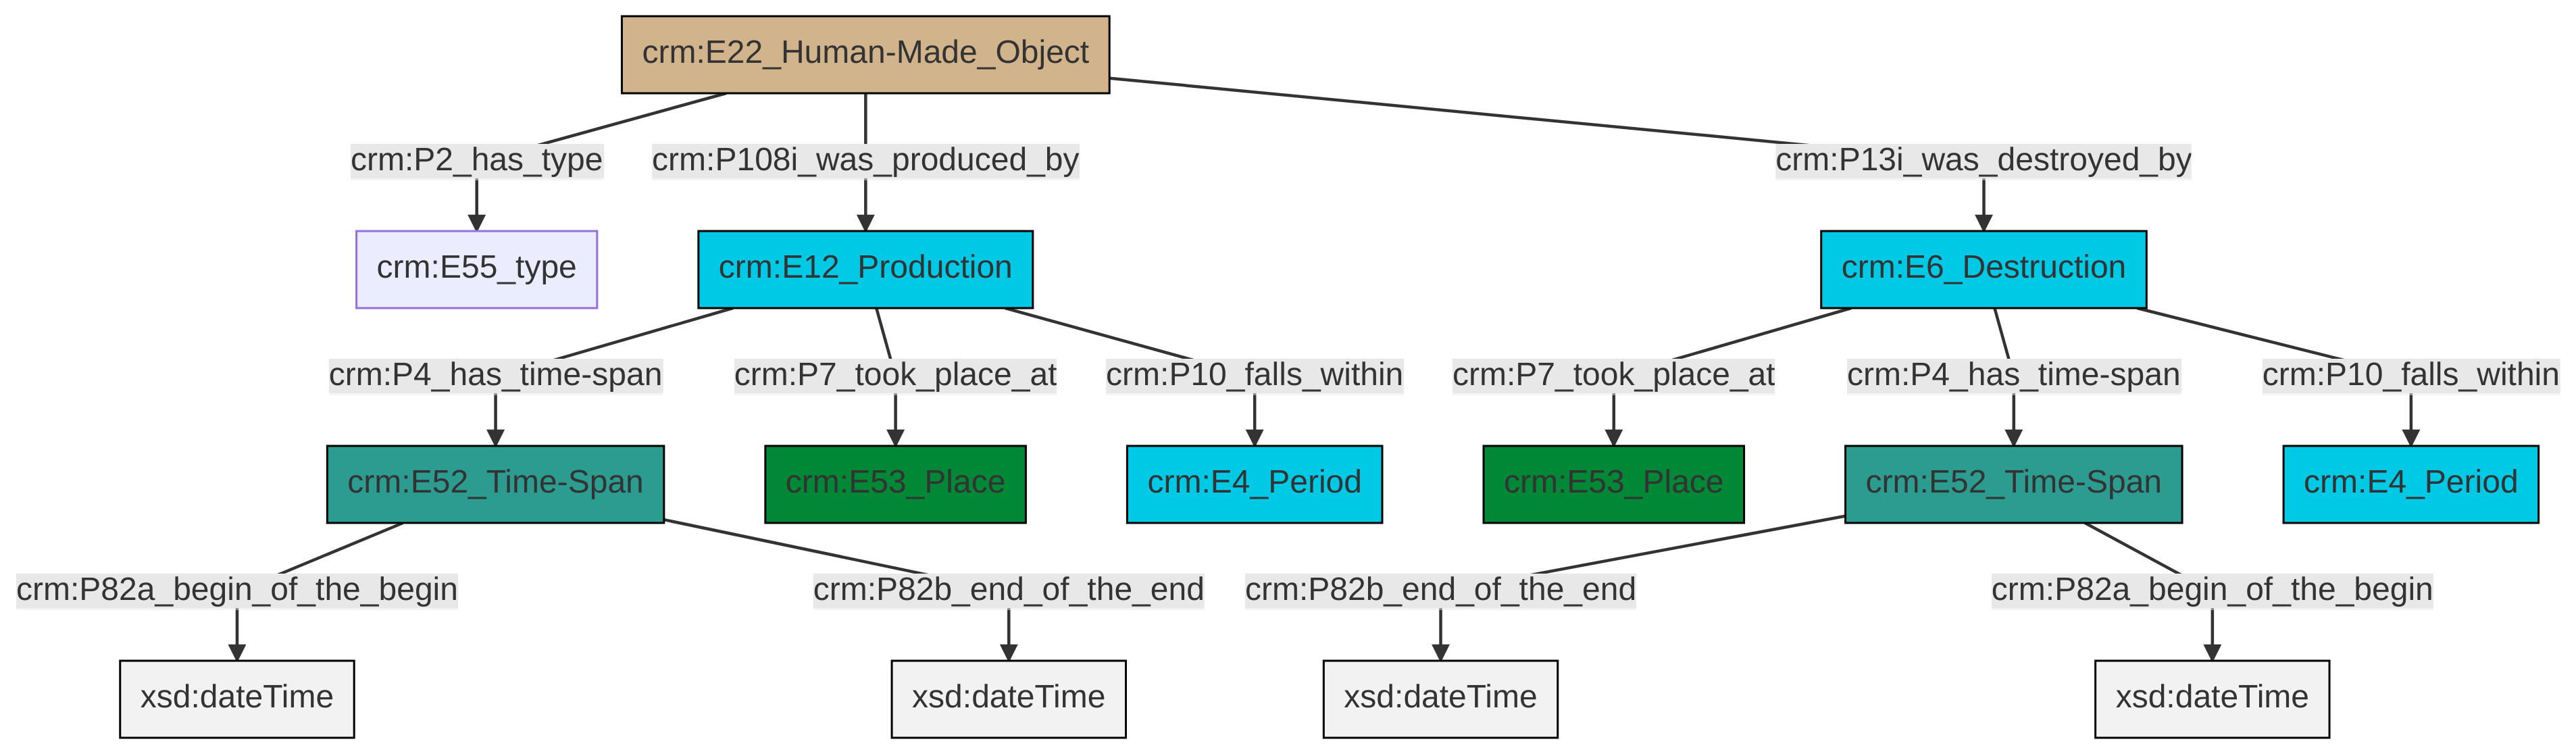 crm:E22_Human-Made_Object
crm:P2_has_type
crm:P108i_was_produced_by
crm:P13i_was_destroyed_by
crm:E55_type
crm:E12_Production
crm:E6_Destruction
crm:P4_has_time-span
crm:P7_took_place_at
crm:P10_falls_within
crm:P7_took_place_at
crm:P4_has_time-span
crm:P10_falls_within
crm:E52_Time-Span
crm:E53_Place
crm:E4_Period
crm:E53_Place
crm:E52_Time-Span
crm:E4_Period
crm:P82a_begin_of_the_begin
crm:P82b_end_of_the_end
crm:P82b_end_of_the_end
crm:P82a_begin_of_the_begin
xsd:dateTime
xsd:dateTime
xsd:dateTime
xsd:dateTime